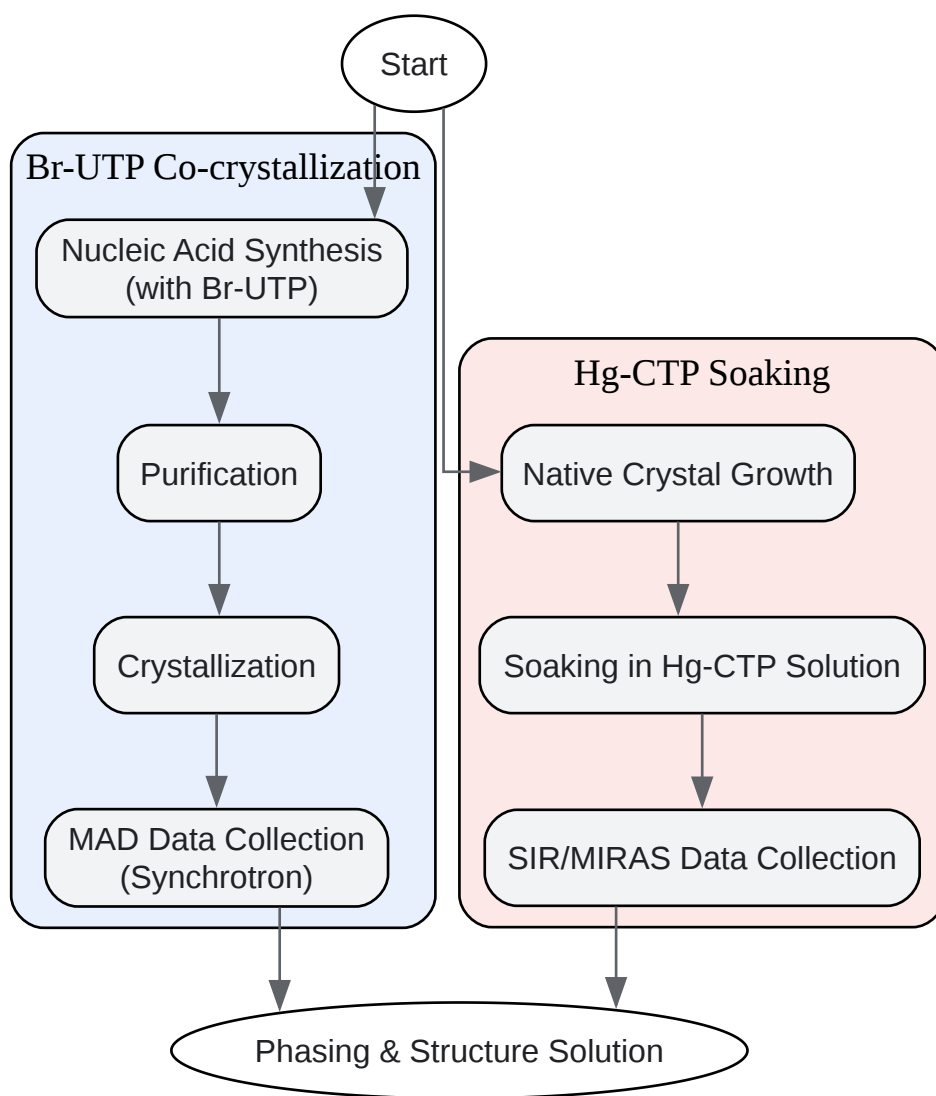 Start
Br-UTP Co-crystallization
Nucleic Acid Synthesis
(with Br-UTP)
Purification
Crystallization
MAD Data Collection
(Synchrotron)
Hg-CTP Soaking
Native Crystal Growth
Soaking in Hg-CTP Solution
SIR/MIRAS Data Collection
Phasing & Structure Solution